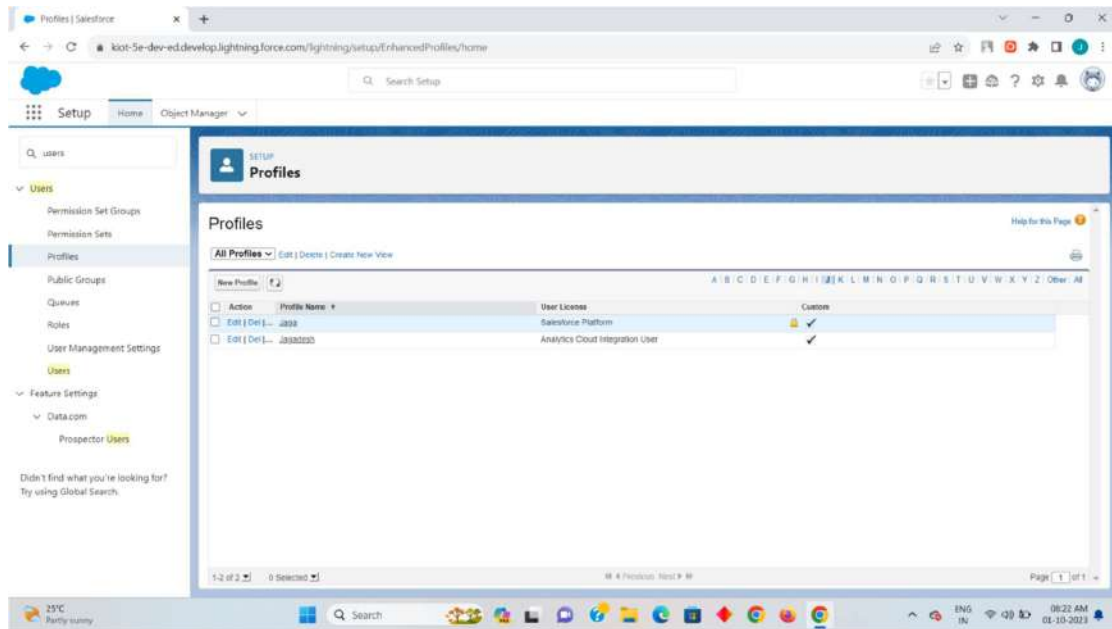 Profiles | Salesforce
kiot-5e-dev-ed.develop.lightning.force.com/lightning/setup/EnhancedProfiles/home
Search Setup
Setup Home Object Manager
users
Users
Permission Set Groups
Permission Sets
Profiles
Public Groups
Queues
Roles
User Management Settings
Users
Feature Settings
Data.com
Prospector Users
Didn't find what you're looking for?
Try using Global Search.
SETUP
Profiles
Profiles
Help for this Page
All Profiles Edit | Delete | Create New View
New Profile
A B C D E F G H I J K L M N O P Q R S T U V W X Y Z Other All
Action Profile Name User License Custom
Edit | Del |... Jaga Salesforce Platform
Edit | Del |... Jagadesh Analytics Cloud Integration User
1-2 of 2 0 Selected Previous Next Page 1 of 1
25°C
Partly sunny
Search
ENG
IN
08:22 AM
01-10-2023